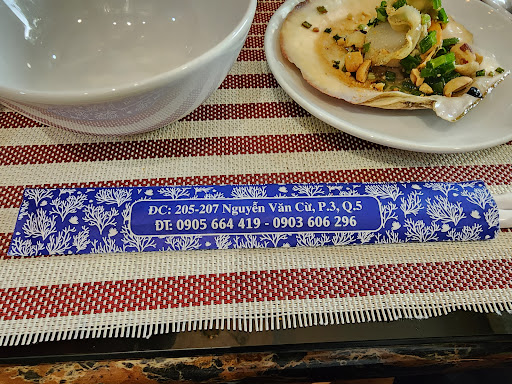 ĐC: 205-207 Nguyễn Văn Cừ, P.3, Q.5
ĐT: 0905 664 419 - 0903 606 296